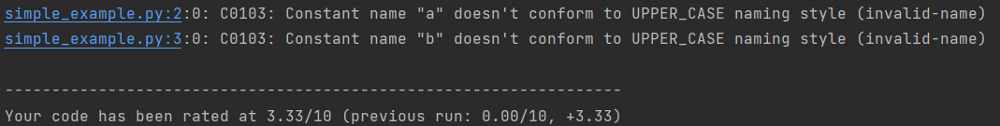 simple_example.py:2:0: C0103: Constant name "a" doesn't conform to UPPER_CASE naming style (invalid-name)
simple_example.py:3:0: C0103: Constant name "b" doesn't conform to UPPER_CASE naming style (invalid-name)
------------------------------------------------------------------
Your code has been rated at 3.33/10 (previous run: 0.00/10, +3.33)